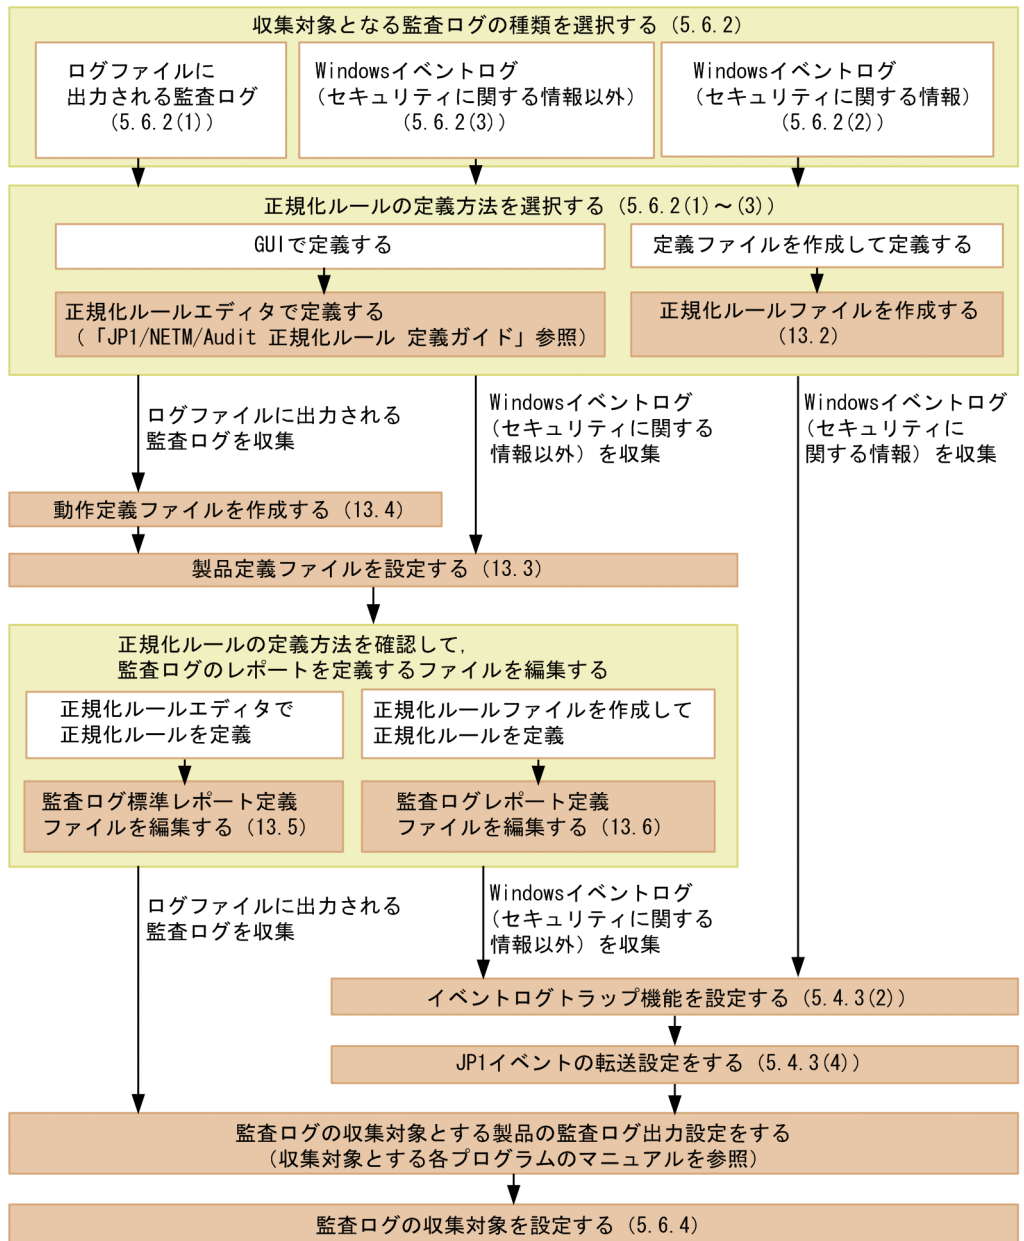 収集対象となる監査ログの種類を選択する（5.6.2）
ログファイルに
出力される監査ログ
（5.6.2(1)）
Windowsイベントログ
（セキュリティに関する情報以外）
（5.6.2(3)）
Windowsイベントログ
（セキュリティに関する情報）
（5.6.2(2)）
正規化ルールの定義方法を選択する（5.6.2(1)～(3)）
GUIで定義する
定義ファイルを作成して定義する
正規化ルールエディタで定義する
（「JP1/NETM/Audit 正規化ルール 定義ガイド」参照）
正規化ルールファイルを作成する
（13.2）
ログファイルに出力される
監査ログを収集
Windowsイベントログ
（セキュリティに関する
情報以外）を収集
Windowsイベントログ
（セキュリティに
関する情報）を収集
動作定義ファイルを作成する（13.4）
製品定義ファイルを設定する（13.3）
正規化ルールの定義方法を確認して,
監査ログのレポートを定義するファイルを編集する
正規化ルールエディタで
正規化ルールを定義
正規化ルールファイルを作成して
正規化ルールを定義
監査ログ標準レポート定義
ファイルを編集する（13.5）
監査ログレポート定義
ファイルを編集する（13.6）
ログファイルに出力される
監査ログを収集
Windowsイベントログ
（セキュリティに関する
情報以外）を収集
イベントログトラップ機能を設定する（5.4.3(2)）
JP1イベントの転送設定をする（5.4.3(4)）
監査ログの収集対象とする製品の監査ログ出力設定をする
（収集対象とする各プログラムのマニュアルを参照）
監査ログの収集対象を設定する（5.6.4）